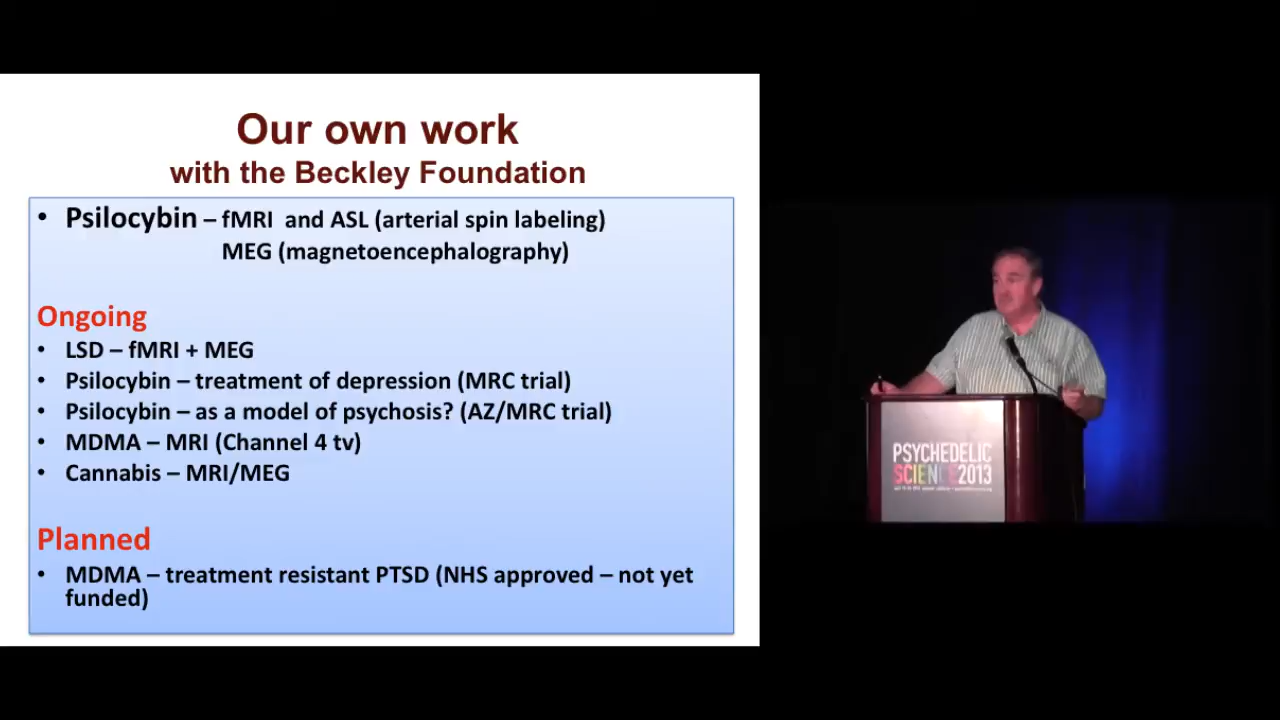 Our own work
with the Beckley Foundation
• Psilocybin – fMRI and ASL (arterial spin labeling)
MEG (magnetoencephalography)
Ongoing
• LSD – fMRI + MEG
• Psilocybin – treatment of depression (MRC trial)
• Psilocybin – as a model of psychosis? (AZ/MRC trial)
• MDMA – MRI (Channel 4 tv)
• Cannabis – MRI/MEG
Planned
• MDMA – treatment resistant PTSD (NHS approved – not yet
funded)
PSYCHEDELIC
SCIENCE2013